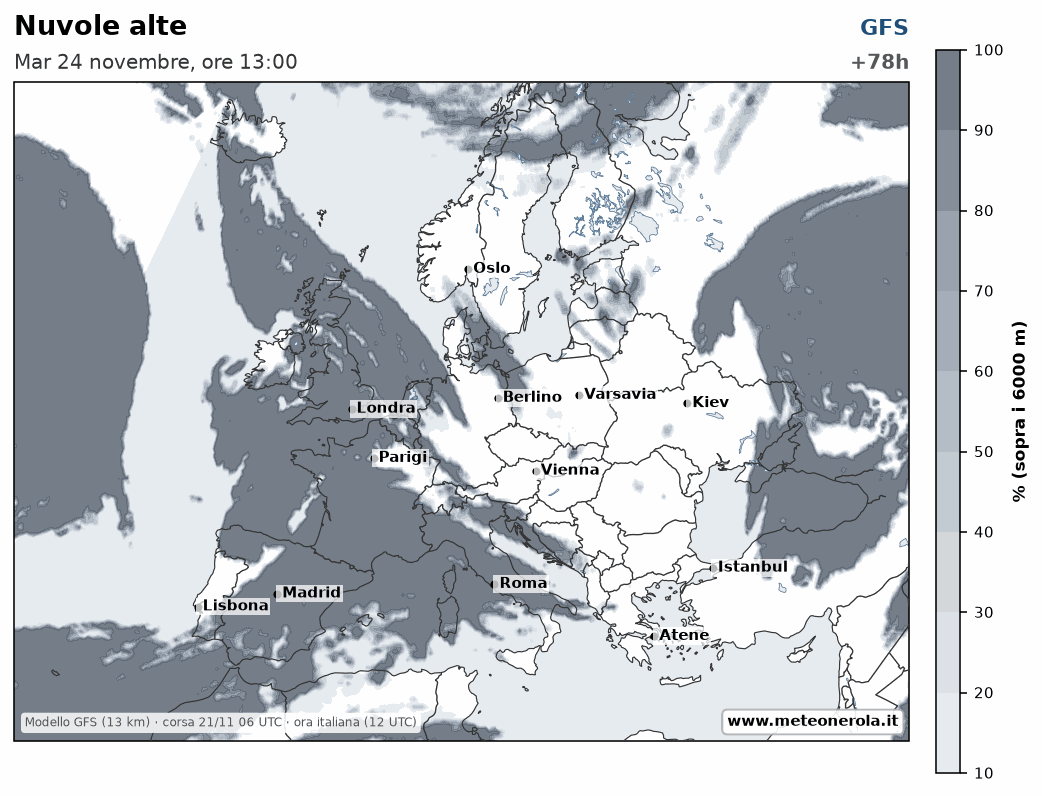 Nuvole alte
GFS
Mar 24 novembre, ore 13:00
+78h
Oslo
Londra
Berlino
Varsavia
Kiev
Parigi
Vienna
Istanbul
Roma
Madrid
Lisbona
Atene
Modello GFS (13 km) · corsa 21/11 06 UTC · ora italiana (12 UTC)
www.meteonerola.it
100
90
80
70
60
50
40
30
20
10
% (sopra i 6000 m)